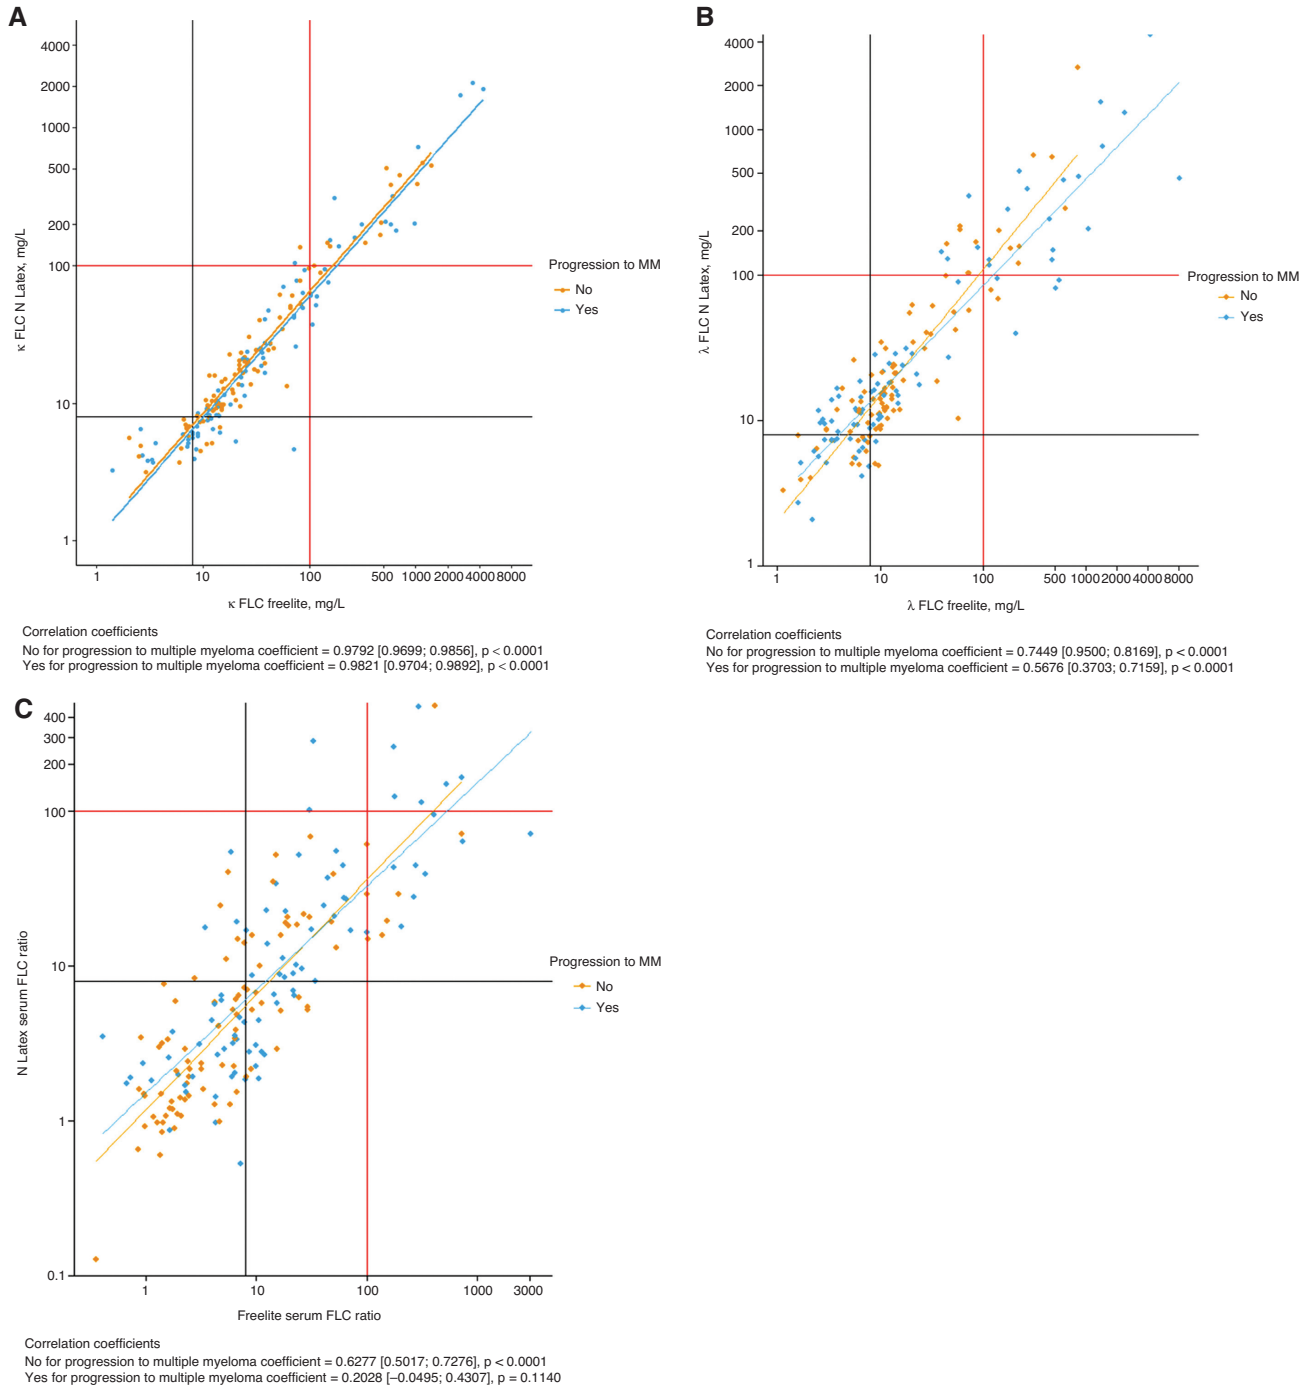 A
4000
2000
1000
500
200
100
10
1
κ FLC N Latex, mg/L
1 10 100 500 1000 2000 4000 8000
κ FLC freelite, mg/L
Progression to MM
No
Yes
Correlation coefficients
No for progression to multiple myeloma coefficient = 0.9792 [0.9699; 0.9856], p < 0.0001
Yes for progression to multiple myeloma coefficient = 0.9821 [0.9704; 0.9892], p < 0.0001
B
4000
2000
1000
500
200
100
10
1
λ FLC N Latex, mg/L
1 10 100 500 1000 2000 4000 8000
λ FLC freelite, mg/L
Progression to MM
No
Yes
Correlation coefficients
No for progression to multiple myeloma coefficient = 0.7449 [0.9500; 0.8169], p < 0.0001
Yes for progression to multiple myeloma coefficient = 0.5676 [0.3703; 0.7159], p < 0.0001
C
400
300
200
100
10
1
0.1
N Latex serum FLC ratio
1 10 100 1000 3000
Freelite serum FLC ratio
Progression to MM
No
Yes
Correlation coefficients
No for progression to multiple myeloma coefficient = 0.6277 [0.5017; 0.7276], p < 0.0001
Yes for progression to multiple myeloma coefficient = 0.2028 [−0.0495; 0.4307], p = 0.1140